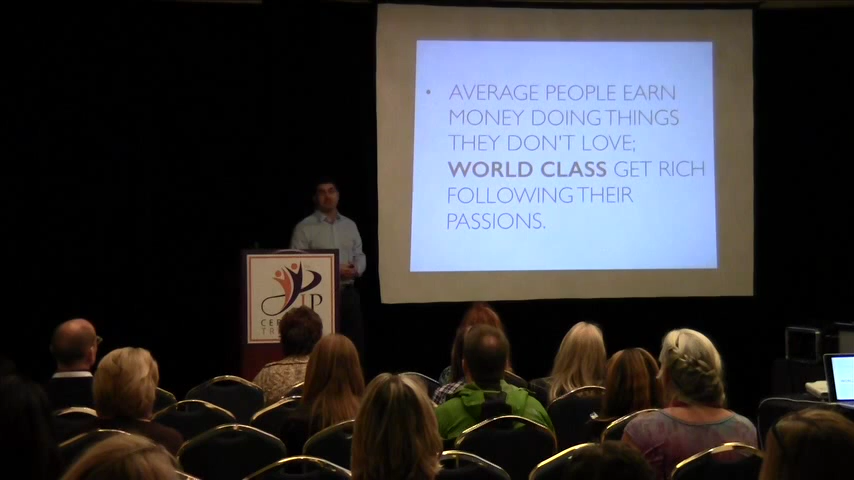 • AVERAGE PEOPLE EARN
MONEY DOING THINGS
THEY DON'T LOVE;
WORLD CLASS GET RICH
FOLLOWING THEIR
PASSIONS.